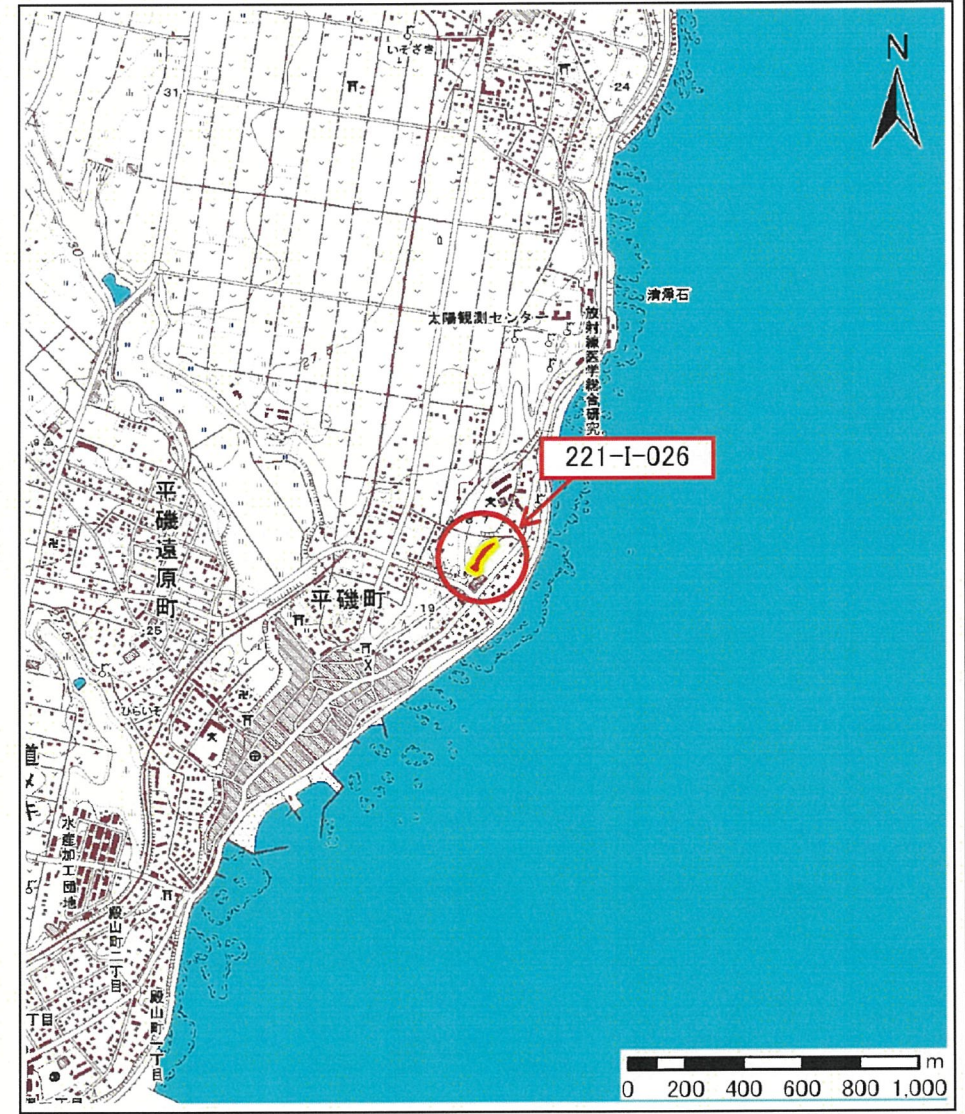 N
いそざき
31
24
30
清浄石
太陽観測センター
放射線医学総合研究
27.5
221-I-026
平磯遠原町
平磯町
19
25
ひらいそ
水産加工団地
殿山町二丁目
殿山町一丁目
丁目
m
0 200 400 600 800 1,000